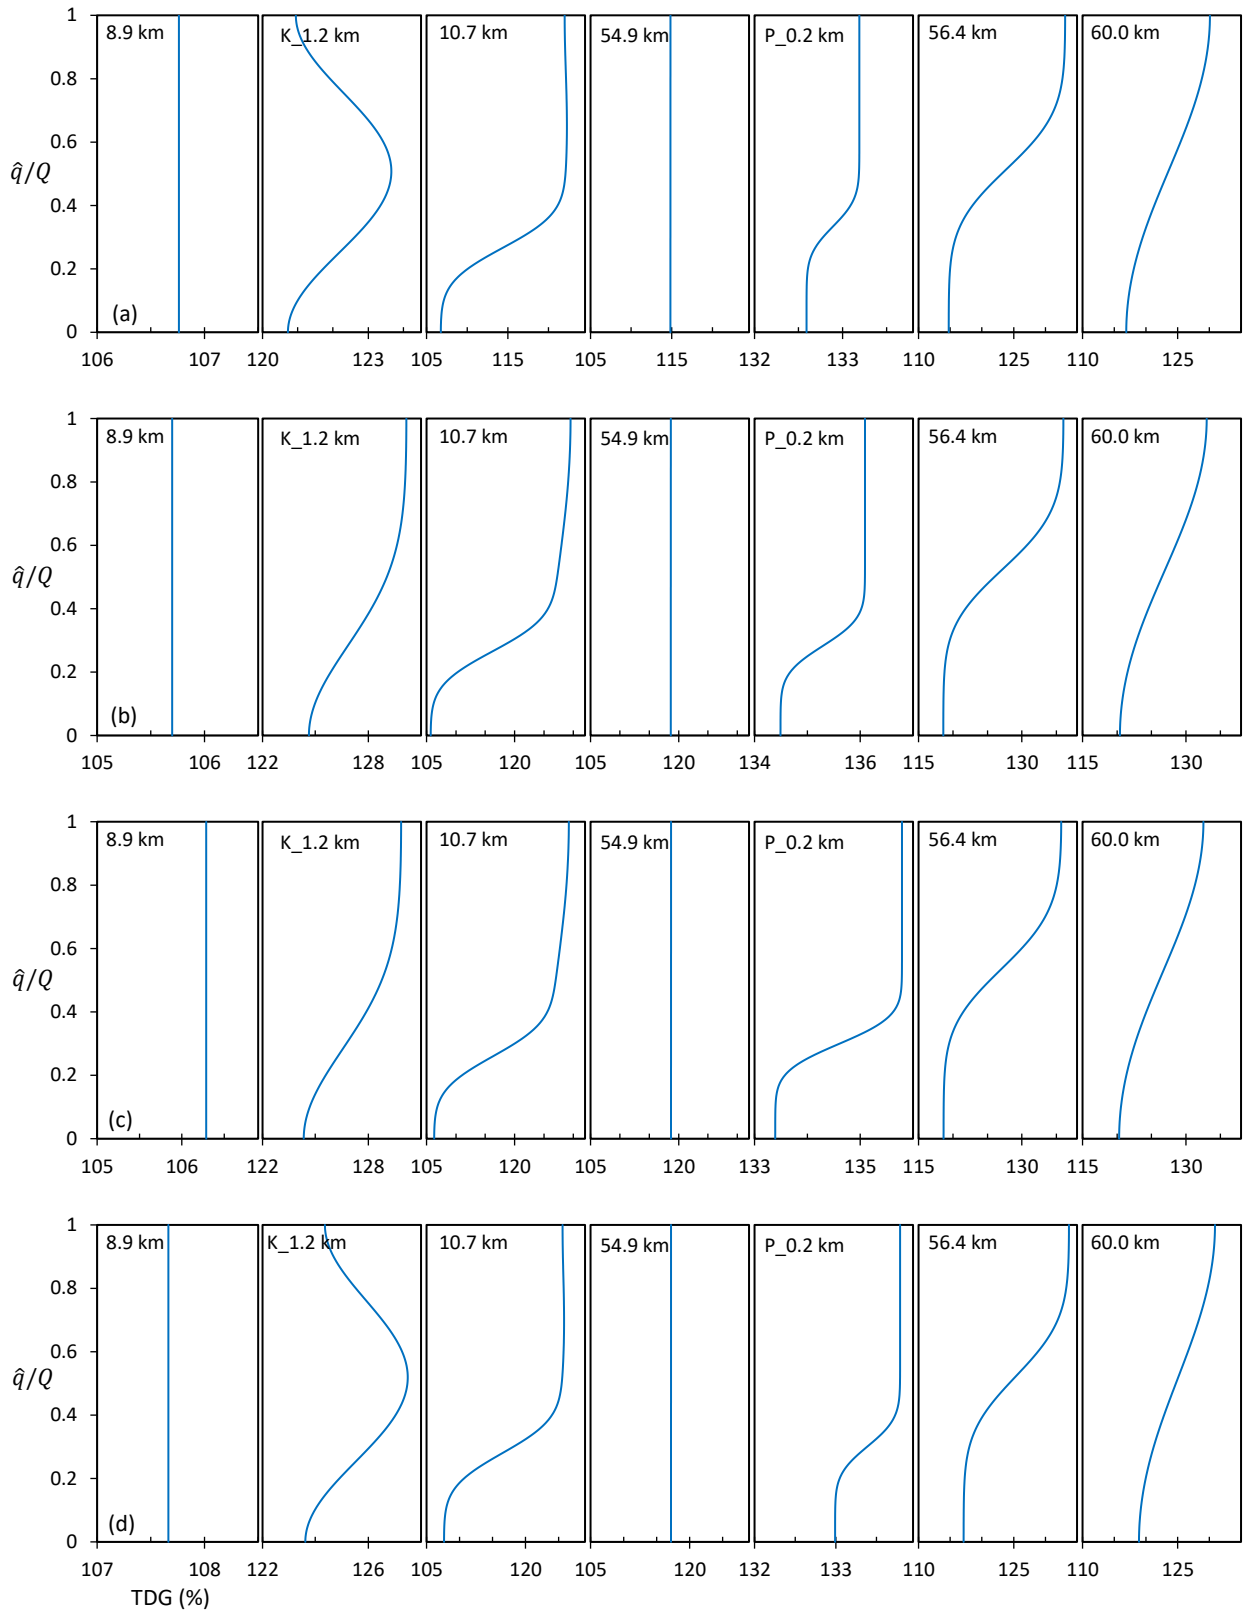 1
8.9 km K_1.2 km 10.7 km 54.9 km P_0.2 km 56.4 km 60.0 km
0.8
0.6
q̂/Q
0.4
0.2
(a)
0
106 107 120 123 105 115 105 115 132 133 110 125 110 125
1
8.9 km K_1.2 km 10.7 km 54.9 km P_0.2 km 56.4 km 60.0 km
0.8
0.6
q̂/Q
0.4
0.2
(b)
0
105 106 122 128 105 120 105 120 134 136 115 130 115 130
1
8.9 km K_1.2 km 10.7 km 54.9 km P_0.2 km 56.4 km 60.0 km
0.8
0.6
q̂/Q
0.4
0.2
(c)
0
105 106 122 128 105 120 105 120 133 135 115 130 115 130
1
8.9 km K_1.2 km 10.7 km 54.9 km P_0.2 km 56.4 km 60.0 km
0.8
0.6
q̂/Q
0.4
0.2
(d)
0
107 108 122 126 105 120 105 120 132 133 110 125 110 125
TDG (%)